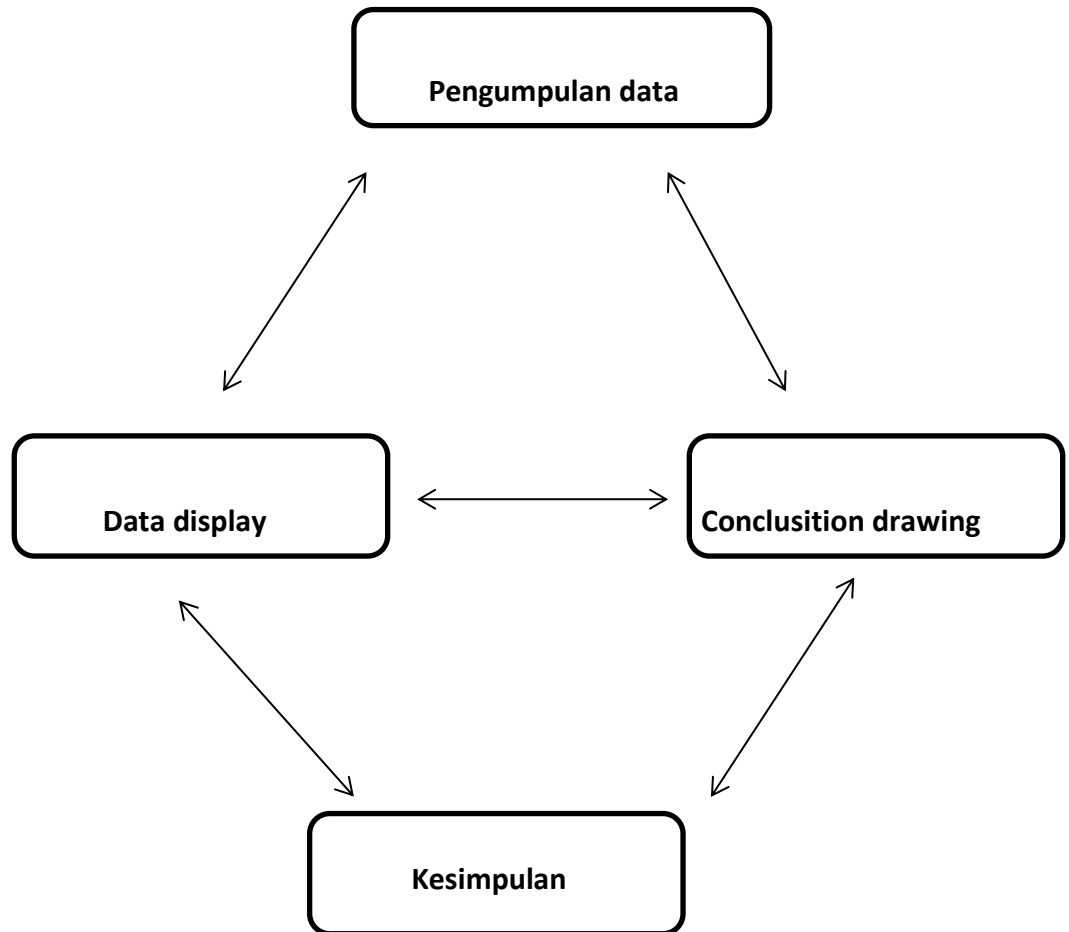 Pengumpulan data
Data display
Conclusition drawing
Kesimpulan